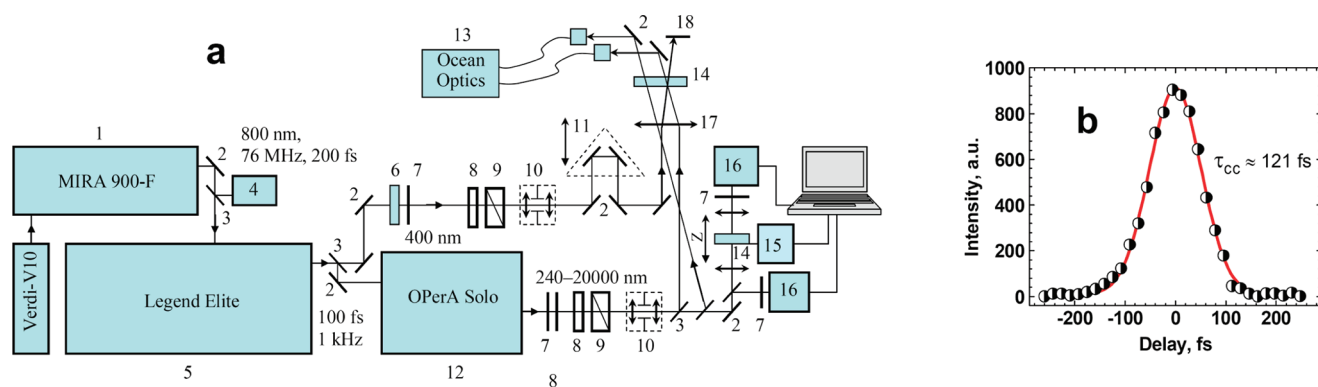 a
13
Ocean
Optics
2
18
14
17
11
1
800 nm,
76 MHz, 200 fs
2
MIRA 900-F
4
3
Verdi-V10
Legend Elite
5
100 fs
1 kHz
3
2
2
6
7
8
9
10
2
400 nm
OPerA Solo
12
240–20000 nm
7
8
9
10
8
3
2
7
16
7
z
14
15
16
b
Intensity, a.u.
1000
800
600
400
200
0
τcc ≈ 121 fs
-200
-100
0
100
200
Delay, fs